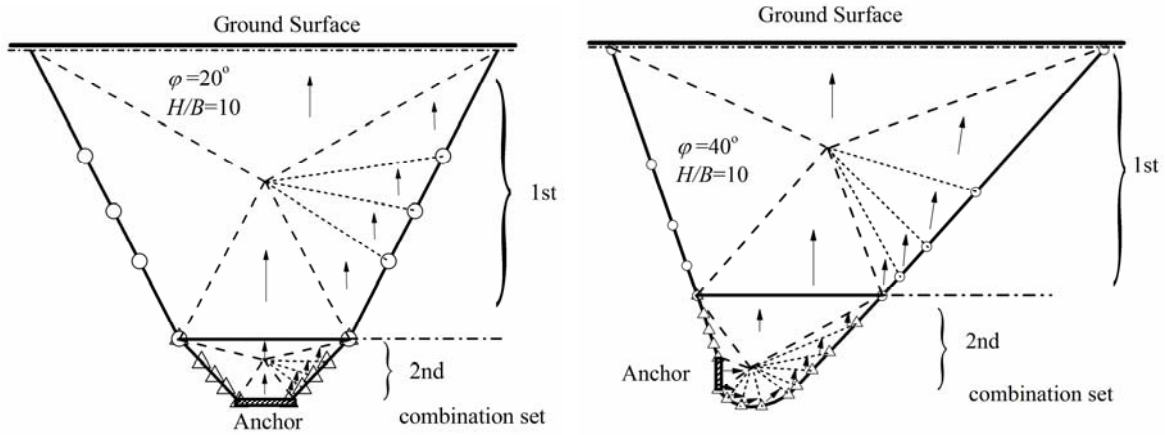 Ground Surface
φ=20°
H/B=10
1st
2nd
combination set
Anchor
Ground Surface
φ=40°
H/B=10
1st
2nd
Anchor
combination set